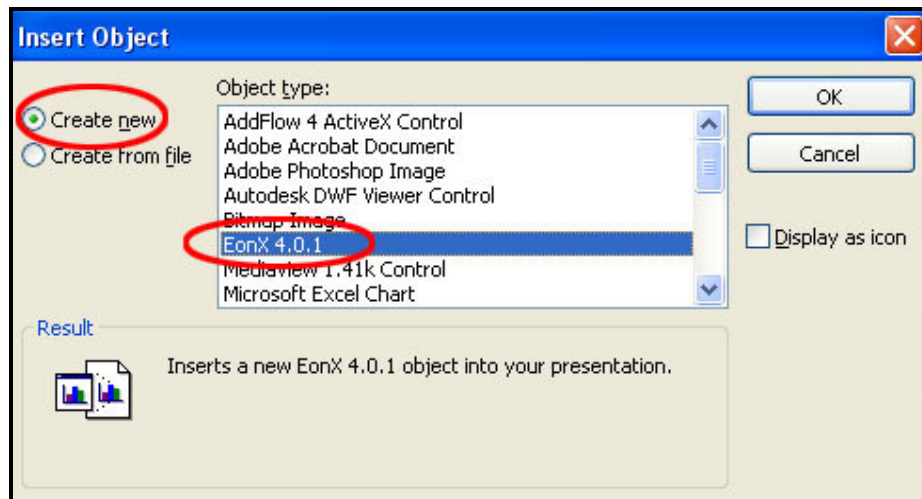 Insert Object
Object type:
Create new
Create from file
AddFlow 4 ActiveX Control
Adobe Acrobat Document
Adobe Photoshop Image
Autodesk DWF Viewer Control
Bitmap Image
EonX 4.0.1
Mediaview 1.41k Control
Microsoft Excel Chart
OK
Cancel
Display as icon
Result
Inserts a new EonX 4.0.1 object into your presentation.